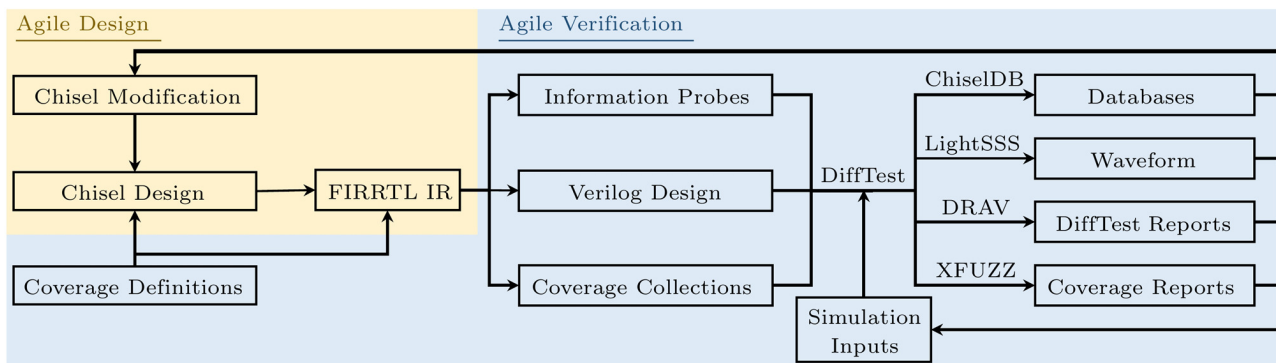 Agile Design
Agile Verification
Chisel Modification
Information Probes
ChiselDB
Databases
LightSSS
Waveform
Chisel Design
FIRRTL IR
Verilog Design
DiffTest
DRAV
DiffTest Reports
Coverage Definitions
Coverage Collections
XFUZZ
Coverage Reports
Simulation
Inputs